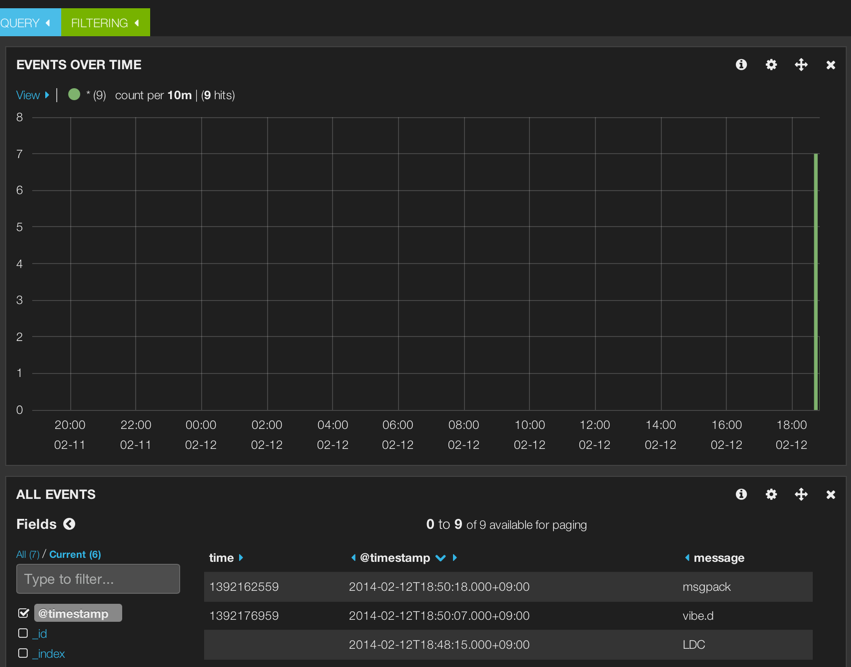 QUERY FILTERING
EVENTS OVER TIME
View | * (9) count per 10m | (9 hits)
8
7
6
5
4
3
2
1
0
20:00 22:00 00:00 02:00 04:00 06:00 08:00 10:00 12:00 14:00 16:00 18:00
02-11 02-11 02-12 02-12 02-12 02-12 02-12 02-12 02-12 02-12 02-12 02-12
ALL EVENTS
Fields
0 to 9 of 9 available for paging
All (7) / Current (6)
Type to filter...
@timestamp
_id
_index
time @timestamp message
1392162559 2014-02-12T18:50:18.000+09:00 msgpack
1392176959 2014-02-12T18:50:07.000+09:00 vibe.d
2014-02-12T18:48:15.000+09:00 LDC